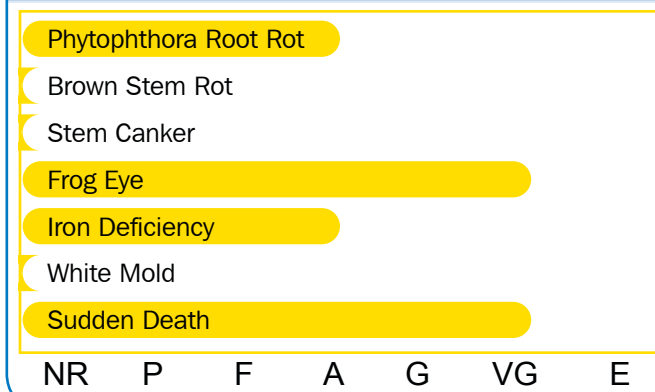 Phytophthora Root Rot
Brown Stem Rot
Stem Canker
Frog Eye
Iron Deficiency
White Mold
Sudden Death
NR P F A G VG E